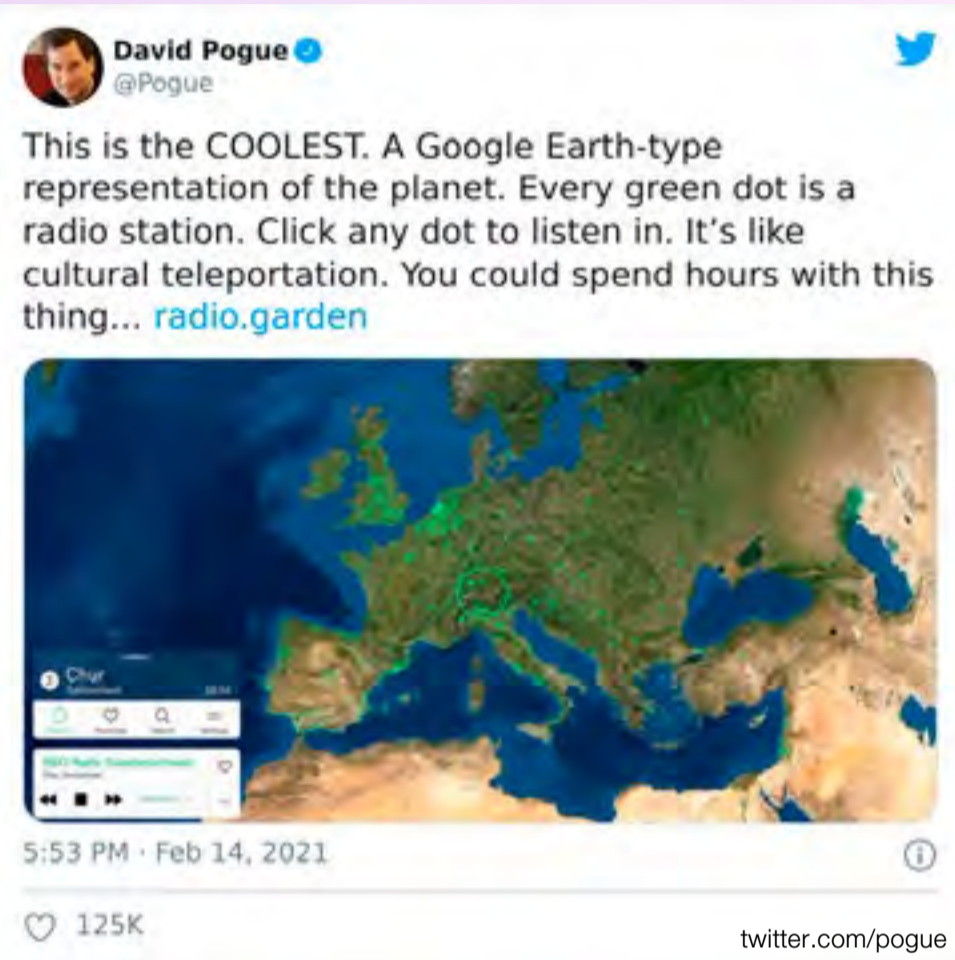 David Pogue
@Pogue
This is the COOLEST. A Google Earth-type
representation of the planet. Every green dot is a
radio station. Click any dot to listen in. It’s like
cultural teleportation. You could spend hours with this
thing... radio.garden
Chur
5:53 PM · Feb 14, 2021
125K
twitter.com/pogue